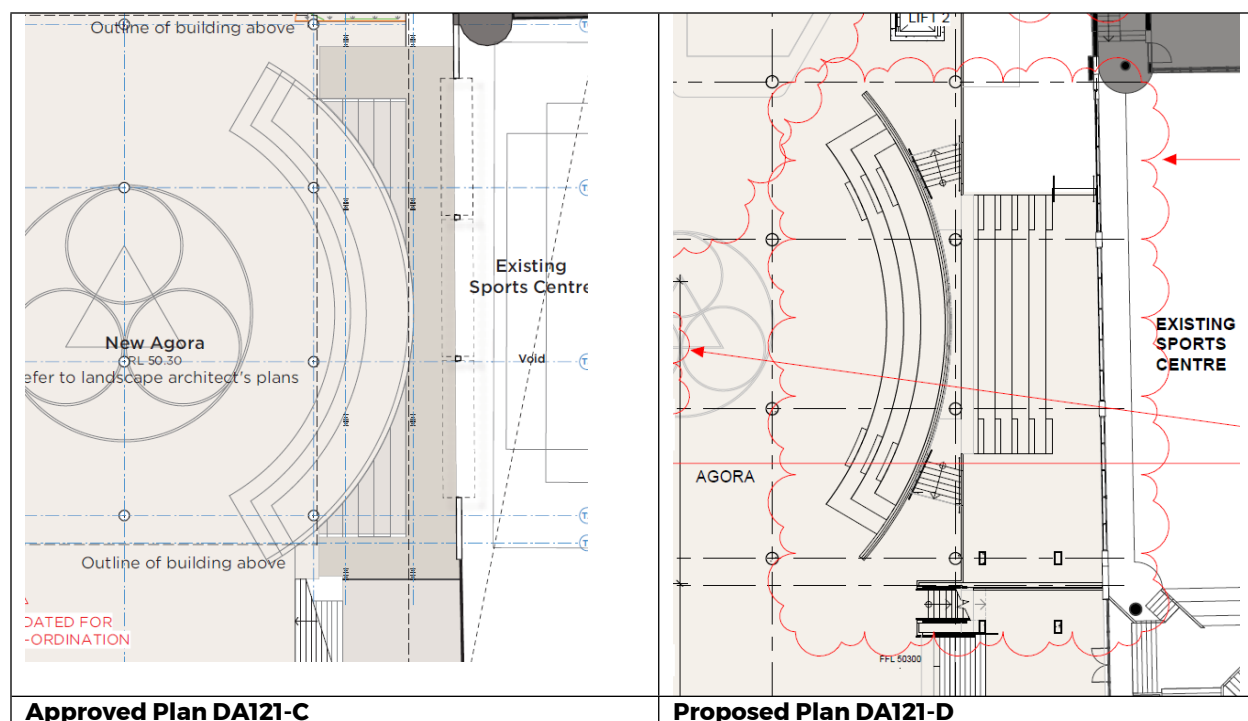 Outline of building above
Existing
Sports Centre
New Agora
RL 50.30
efer to landscape architect's plans
Void
Outline of building above
DATED FOR
-ORDINATION
Approved Plan DA121-C
LIFT 2
EXISTING
SPORTS
CENTRE
AGORA
FFL 50300
Proposed Plan DA121-D